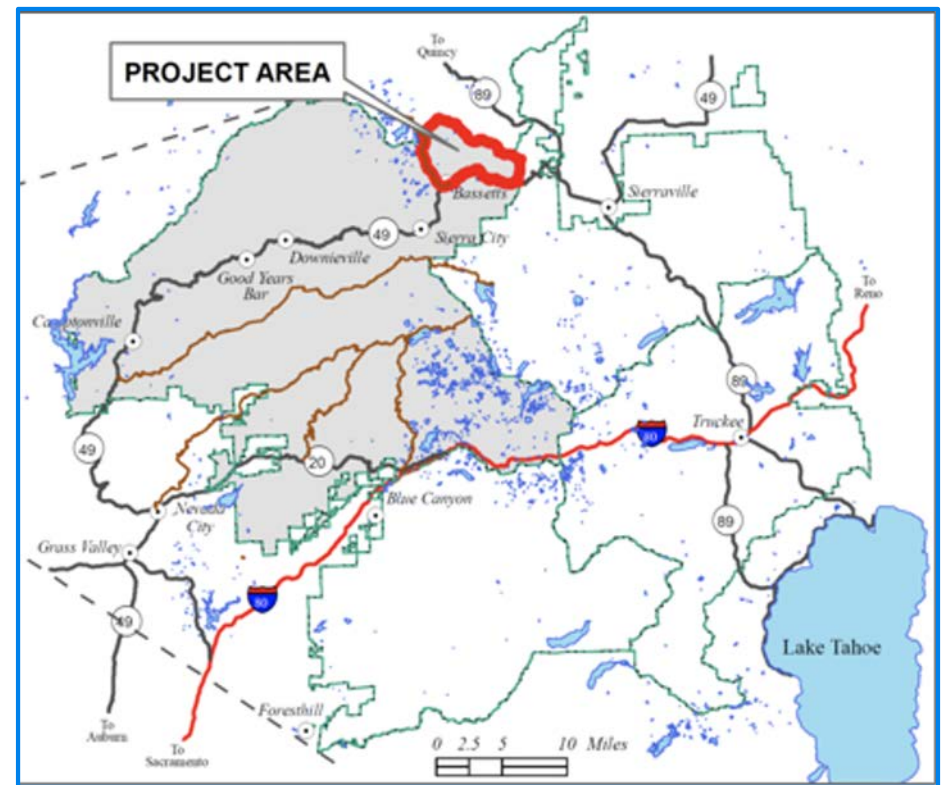 To
Quincy
PROJECT AREA
89
49
Bassetts
Sierraville
49
Sierra City
Downieville
Good Years
Bar
To
Reno
Camptonville
89
Truckee
80
49
20
Blue Canyon
Nevada
City
89
Grass Valley
80
49
Lake Tahoe
Foresthill
To
Auburn
To
Sacramento
0 2.5 5 10 Miles